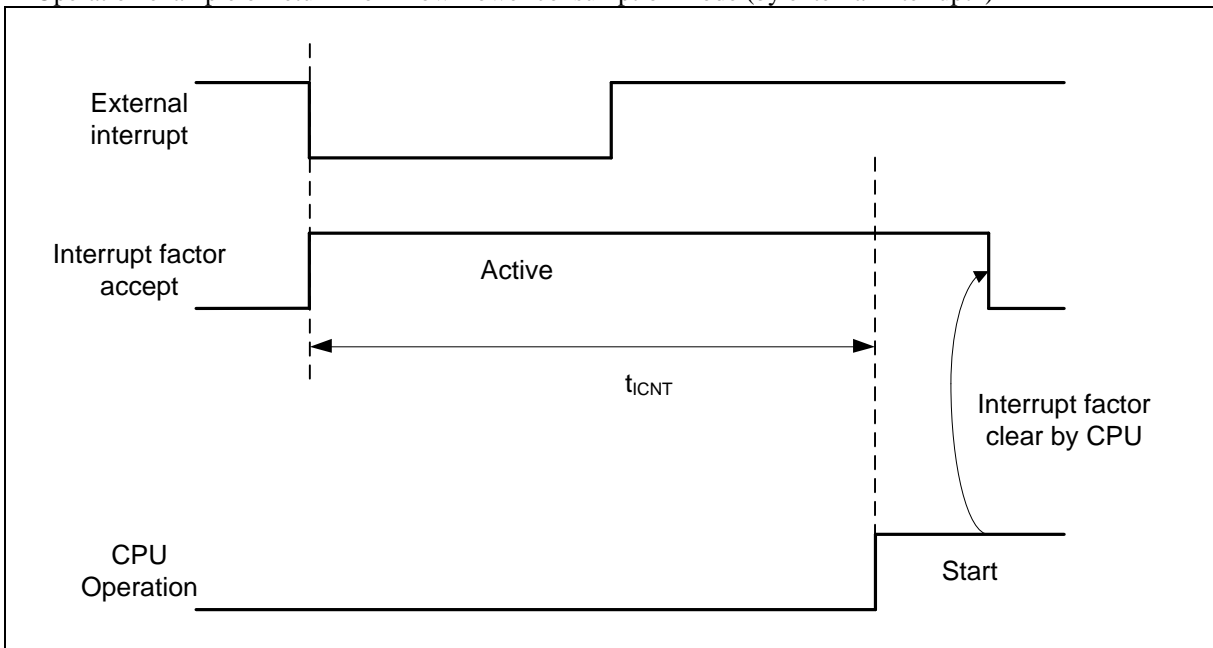 External
interrupt
Interrupt factor
accept
Active
tICNT
Interrupt factor
clear by CPU
CPU
Operation
Start